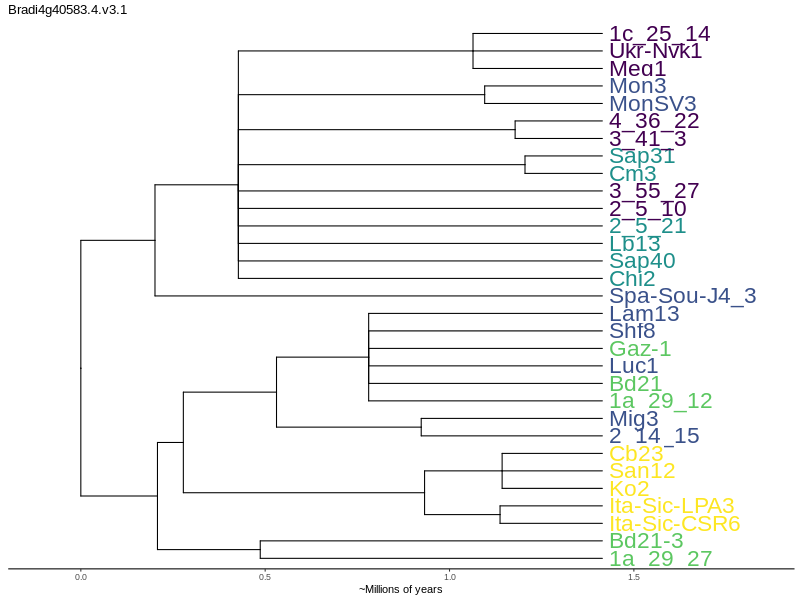 Bradi4g40583.4.v3.1
1c_25_14
Ukr-Nvk1
Meg1
Mon3
MonSV3
4_36_22
3_41_3
Sap31
Cm3
3_55_27
2_5_10
2_5_21
Lb13
Sap40
Chi2
Spa-Sou-J4_3
Lam13
Shf8
Gaz-1
Luc1
Bd21
1a_29_12
Mig3
2_14_15
Cb23
San12
Ko2
Ita-Sic-LPA3
Ita-Sic-CSR6
Bd21-3
1a_29_27
0.0 0.5 1.0 1.5
~Millions of years